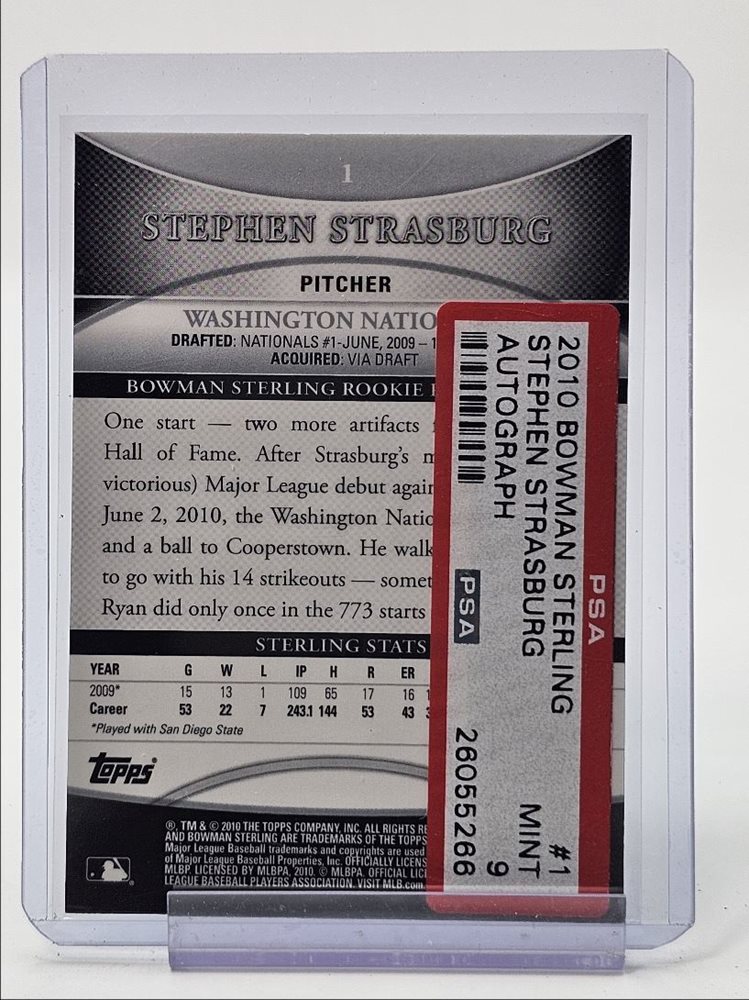 1
STEPHEN STRASBURG
PITCHER
WASHINGTON NATIO
DRAFTED: NATIONALS #1-JUNE, 2009 – 1
ACQUIRED: VIA DRAFT
BOWMAN STERLING ROOKIE
One start — two more artifacts
Hall of Fame. After Strasburg's m
victorious) Major League debut again
June 2, 2010, the Washington Natio
and a ball to Cooperstown. He walk
to go with his 14 strikeouts — somet
Ryan did only once in the 773 starts
STERLING STATS
YEAR G W L IP H R ER
2009* 15 13 1 109 65 17 16 1
Career 53 22 7 243.1 144 53 43 3
*Played with San Diego State
Topps
®, TM & © 2010 THE TOPPS COMPANY, INC. ALL RIGHTS RE
AND BOWMAN STERLING ARE TRADEMARKS OF THE TOPPS
Major League Baseball trademarks and copyrights are used
of Major League Baseball Properties, Inc. OFFICIALLY LICENS
MLBP. LICENSED BY MLBPA, 2010. © MLBPA. OFFICIAL LIC
LEAGUE BASEBALL PLAYERS ASSOCIATION. VISIT MLB.com
PSA
2010 BOWMAN STERLING #1
STEPHEN STRASBURG MINT
AUTOGRAPH 9
PSA 26055266